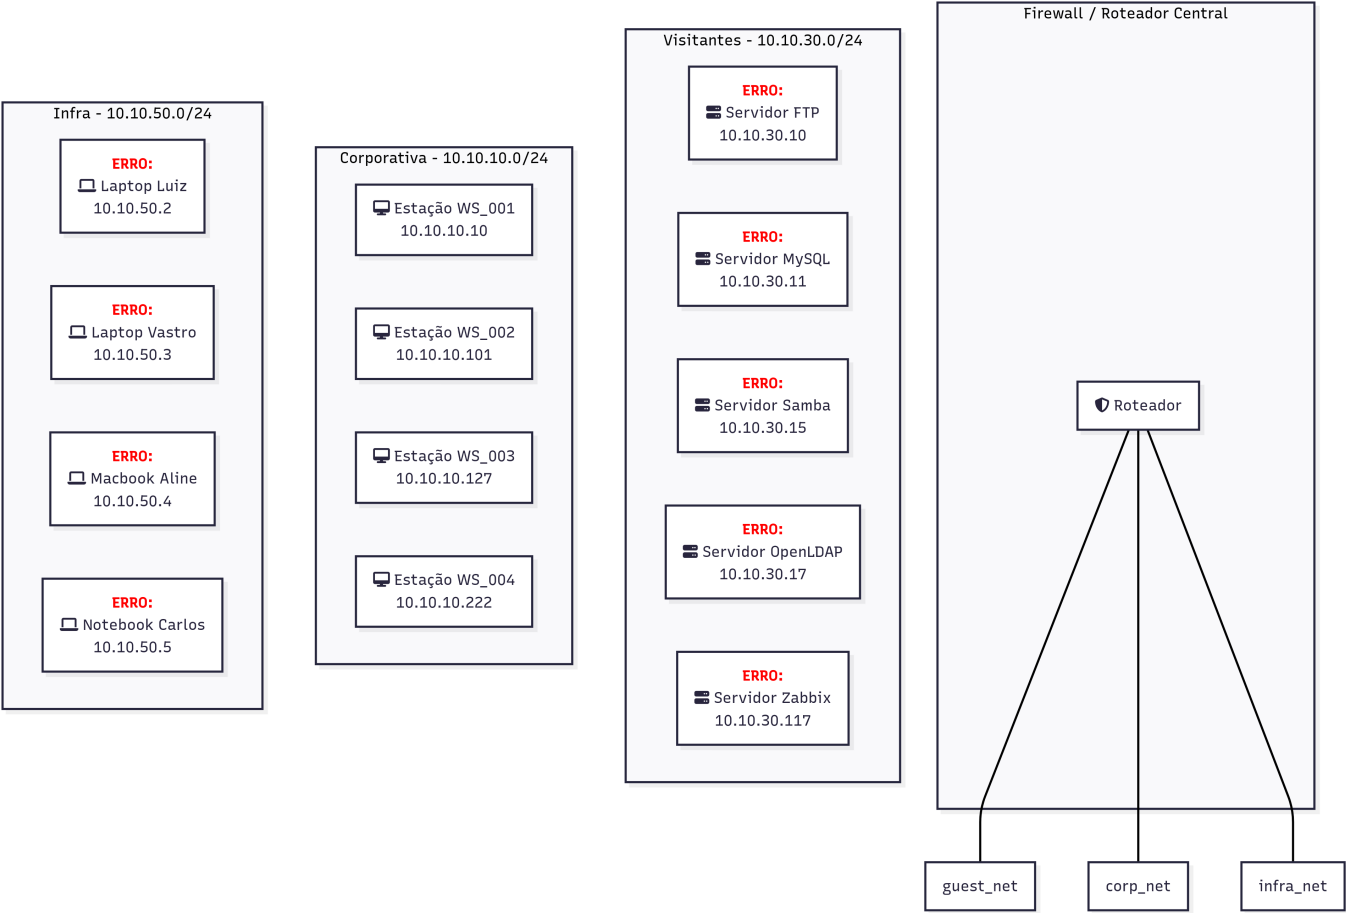 Infra - 10.10.50.0/24
ERRO:
Laptop Luiz
10.10.50.2
ERRO:
Laptop Vastro
10.10.50.3
ERRO:
Macbook Aline
10.10.50.4
ERRO:
Notebook Carlos
10.10.50.5
Corporativa - 10.10.10.0/24
Estação WS_001
10.10.10.10
Estação WS_002
10.10.10.101
Estação WS_003
10.10.10.127
Estação WS_004
10.10.10.222
Visitantes - 10.10.30.0/24
ERRO:
Servidor FTP
10.10.30.10
ERRO:
Servidor MySQL
10.10.30.11
ERRO:
Servidor Samba
10.10.30.15
ERRO:
Servidor OpenLDAP
10.10.30.17
ERRO:
Servidor Zabbix
10.10.30.117
Firewall / Roteador Central
Roteador
guest_net
corp_net
infra_net